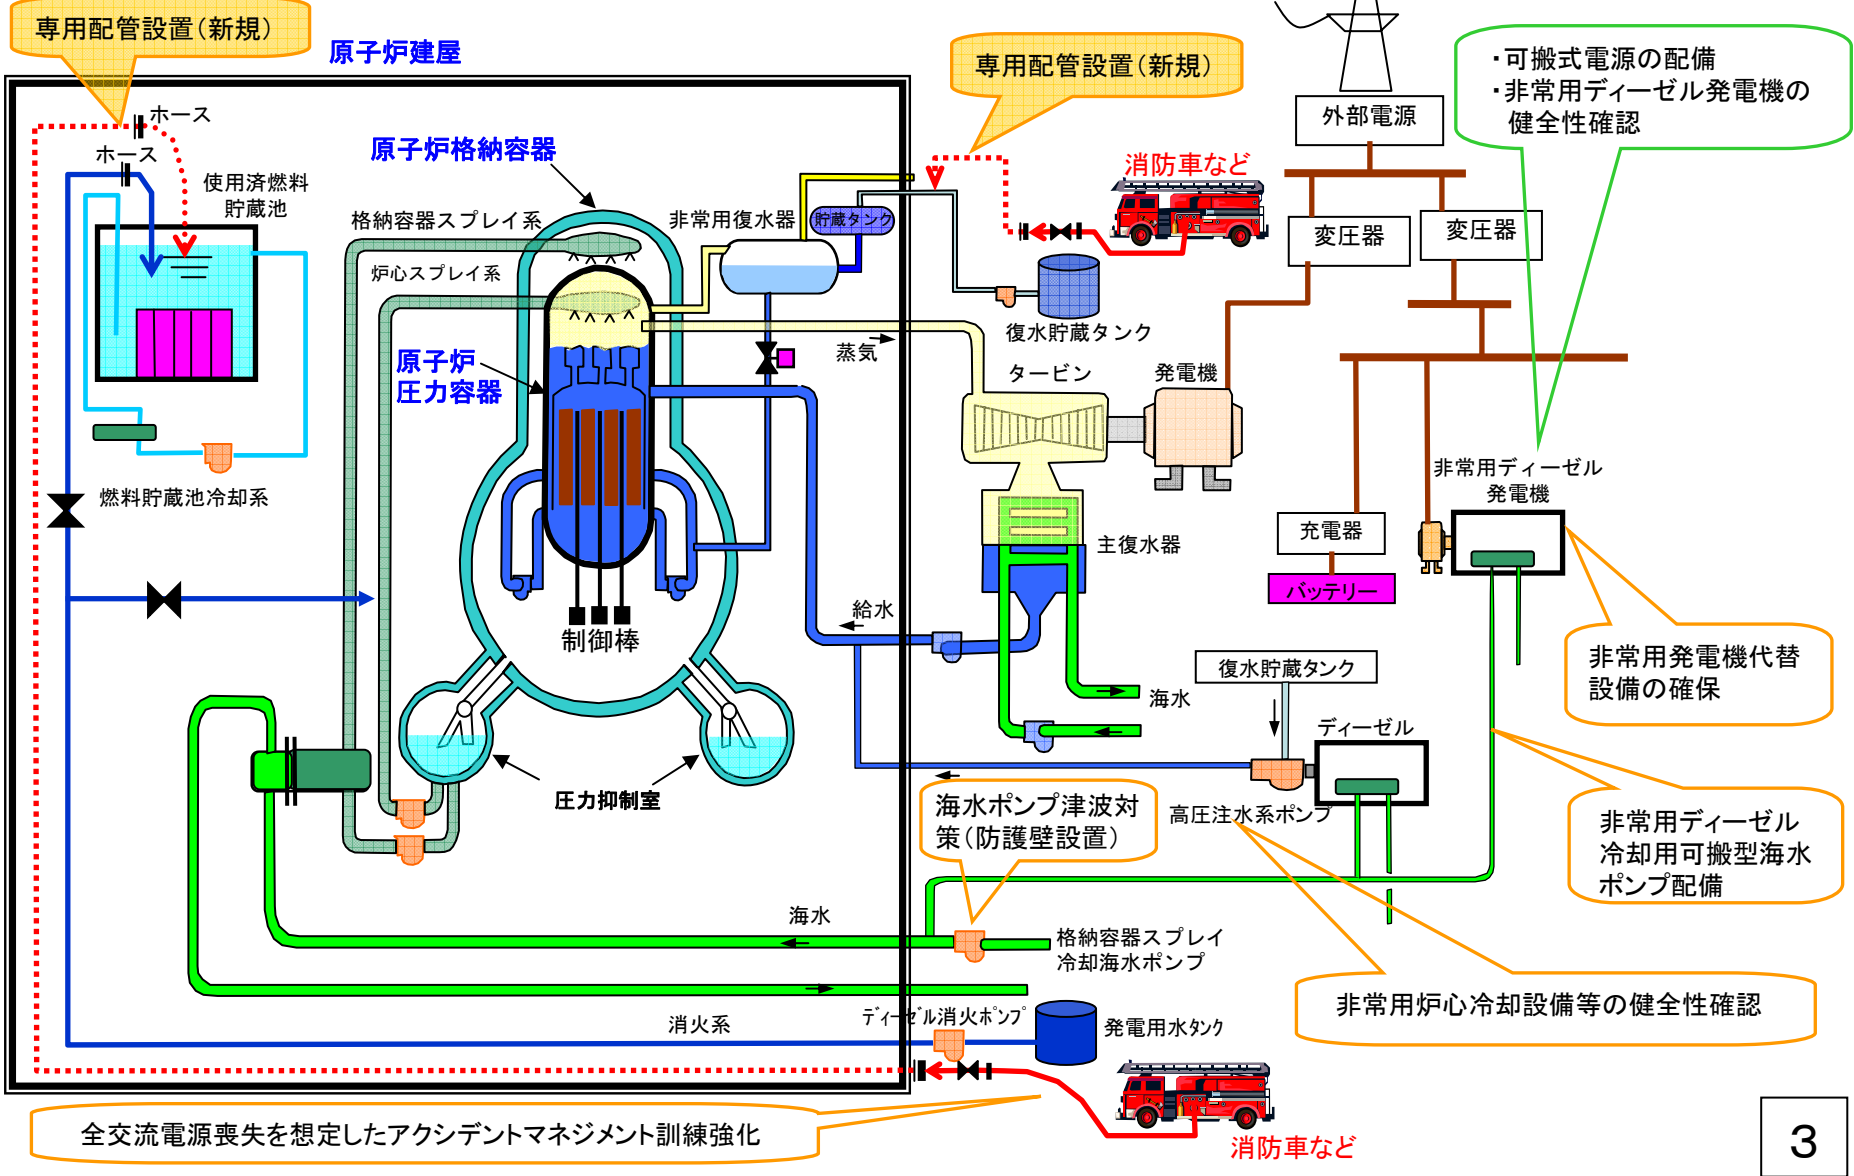 専用配管設置(新規)
原子炉建屋
専用配管設置(新規)
・可搬式電源の配備
・非常用ディーゼル発電機の
健全性確認
外部電源
ホース
ホース
使用済燃料
貯蔵池
原子炉格納容器
格納容器スプレイ系
非常用復水器
貯蔵タンク
消防車など
変圧器
変圧器
炉心スプレイ系
復水貯蔵タンク
蒸気
原子炉
圧力容器
タービン
発電機
非常用ディーゼル
発電機
燃料貯蔵池冷却系
充電器
バッテリー
主復水器
給水
制御棒
非常用発電機代替
設備の確保
復水貯蔵タンク
海水
ディーゼル
圧力抑制室
海水ポンプ津波対
策(防護壁設置)
高圧注水系ポンプ
非常用ディーゼル
冷却用可搬型海水
ポンプ配備
海水
格納容器スプレイ
冷却海水ポンプ
非常用炉心冷却設備等の健全性確認
消火系
ディーゼル消火ポンプ
発電用水タンク
全交流電源喪失を想定したアクシデントマネジメント訓練強化
消防車など
3